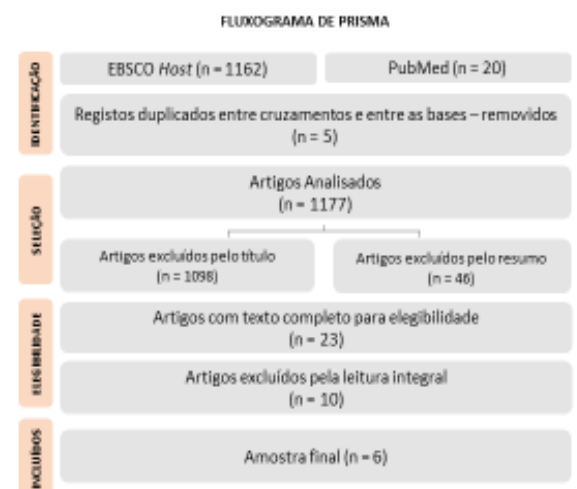 FLUXOGRAMA DE PRISMA
IDENTIFICAÇÃO
EBSCO Host (n = 1162)
PubMed (n = 20)
Registos duplicados entre cruzamentos e entre as bases – removidos
(n = 5)
SELEÇÃO
Artigos Analisados
(n = 1177)
Artigos excluídos pelo título
(n = 1098)
Artigos excluídos pelo resumo
(n = 46)
ELEGIBILIDADE
Artigos com texto completo para elegibilidade
(n = 23)
Artigos excluídos pela leitura integral
(n = 10)
INCLUÍDOS
Amostra final (n = 6)